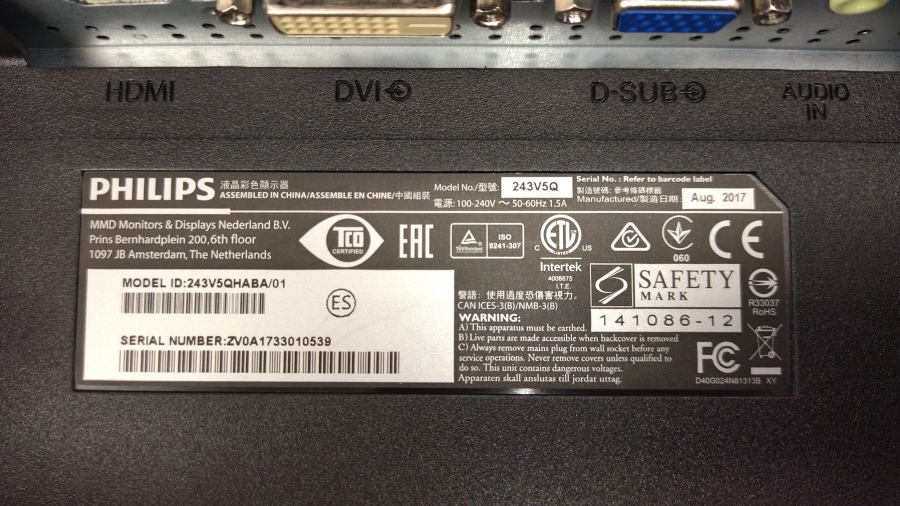 HDMI
DVI
D-SUB
AUDIO
IN
PHILIPS
液晶彩色顯示器
ASSEMBLED IN CHINA/ASSEMBLE EN CHINE/中國組裝
Model No./型號: 243V5Q
電源: 100-240V ~ 50-60Hz 1.5A
Serial No. : Refer to barcode label
製造號碼: 參考條碼標籤
Manufactured/製造日期: Aug. 2017
MMD Monitors & Displays Nederland B.V.
Prins Bernhardplein 200,6th floor
1097 JB Amsterdam, The Netherlands
TCO
CERTIFIED
EAC
ISO
9241-307
ETL
C US
Intertek
4008875
I.T.E.
060
CE
MODEL ID:243V5QHABA/01
ES
SERIAL NUMBER:ZV0A1733010539
警語: 使用過度恐傷害視力。
CAN ICES-3(B)/NMB-3(B)
WARNING:
A) This apparatus must be earthed.
B) Live parts are made accessible when backcover is removed
C) Always remove mains plug from wall socket before any
service operations. Never remove covers unless qualified to
do so. This unit contains dangerous voltages.
Apparaten skall anslutas till jordat uttag.
S SAFETY
MARK
141086-12
R33037
RoHS
FC
D40G024N81313B XY